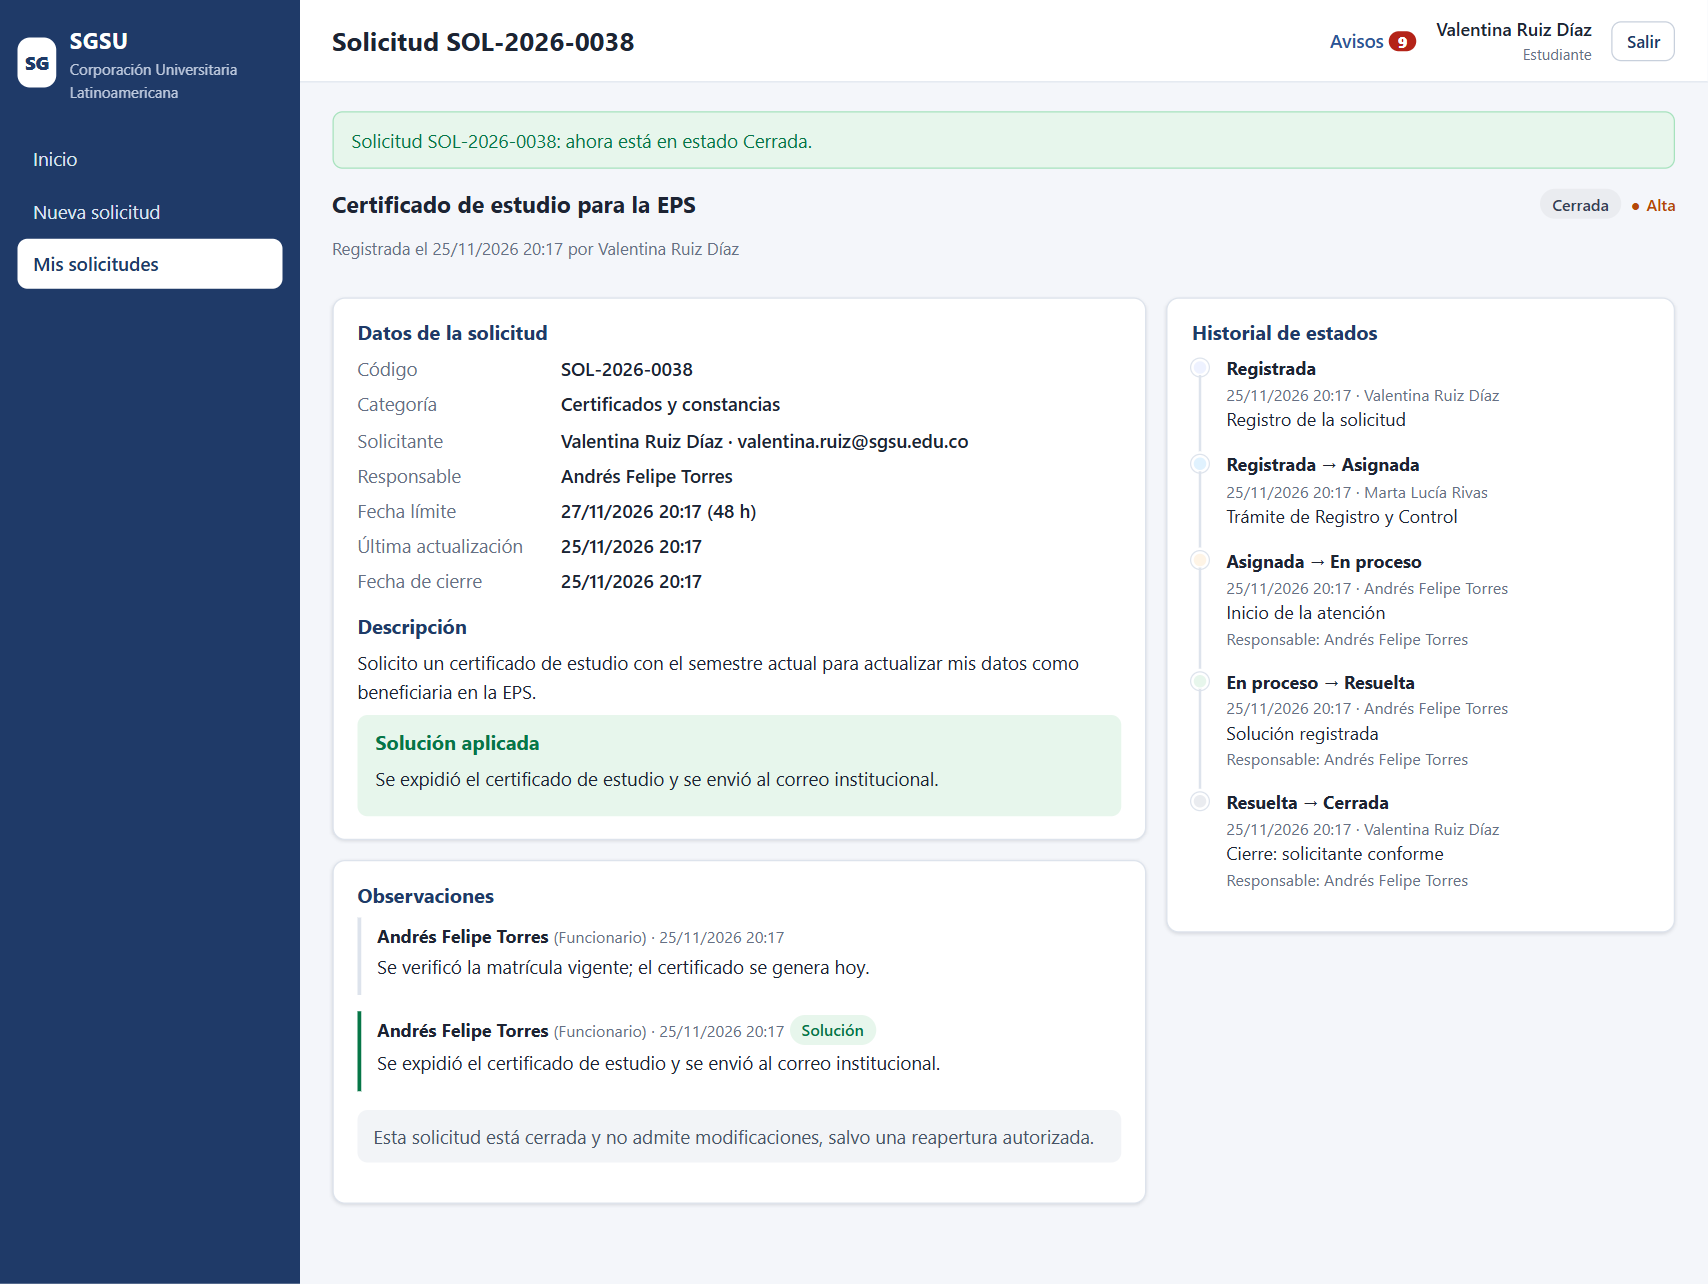 SG
SGSU
Corporación Universitaria
Latinoamericana
Inicio
Nueva solicitud
Mis solicitudes
Solicitud SOL-2026-0038
Avisos 9
Valentina Ruiz Díaz
Estudiante
Salir
Solicitud SOL-2026-0038: ahora está en estado Cerrada.
Certificado de estudio para la EPS
Cerrada
• Alta
Registrada el 25/11/2026 20:17 por Valentina Ruiz Díaz
Datos de la solicitud
Código SOL-2026-0038
Categoría Certificados y constancias
Solicitante Valentina Ruiz Díaz · valentina.ruiz@sgsu.edu.co
Responsable Andrés Felipe Torres
Fecha límite 27/11/2026 20:17 (48 h)
Última actualización 25/11/2026 20:17
Fecha de cierre 25/11/2026 20:17
Descripción
Solicito un certificado de estudio con el semestre actual para actualizar mis datos como
beneficiaria en la EPS.
Solución aplicada
Se expidió el certificado de estudio y se envió al correo institucional.
Observaciones
Andrés Felipe Torres (Funcionario) · 25/11/2026 20:17
Se verificó la matrícula vigente; el certificado se genera hoy.
Andrés Felipe Torres (Funcionario) · 25/11/2026 20:17 Solución
Se expidió el certificado de estudio y se envió al correo institucional.
Esta solicitud está cerrada y no admite modificaciones, salvo una reapertura autorizada.
Historial de estados
Registrada
25/11/2026 20:17 · Valentina Ruiz Díaz
Registro de la solicitud
Registrada → Asignada
25/11/2026 20:17 · Marta Lucía Rivas
Trámite de Registro y Control
Asignada → En proceso
25/11/2026 20:17 · Andrés Felipe Torres
Inicio de la atención
Responsable: Andrés Felipe Torres
En proceso → Resuelta
25/11/2026 20:17 · Andrés Felipe Torres
Solución registrada
Responsable: Andrés Felipe Torres
Resuelta → Cerrada
25/11/2026 20:17 · Valentina Ruiz Díaz
Cierre: solicitante conforme
Responsable: Andrés Felipe Torres